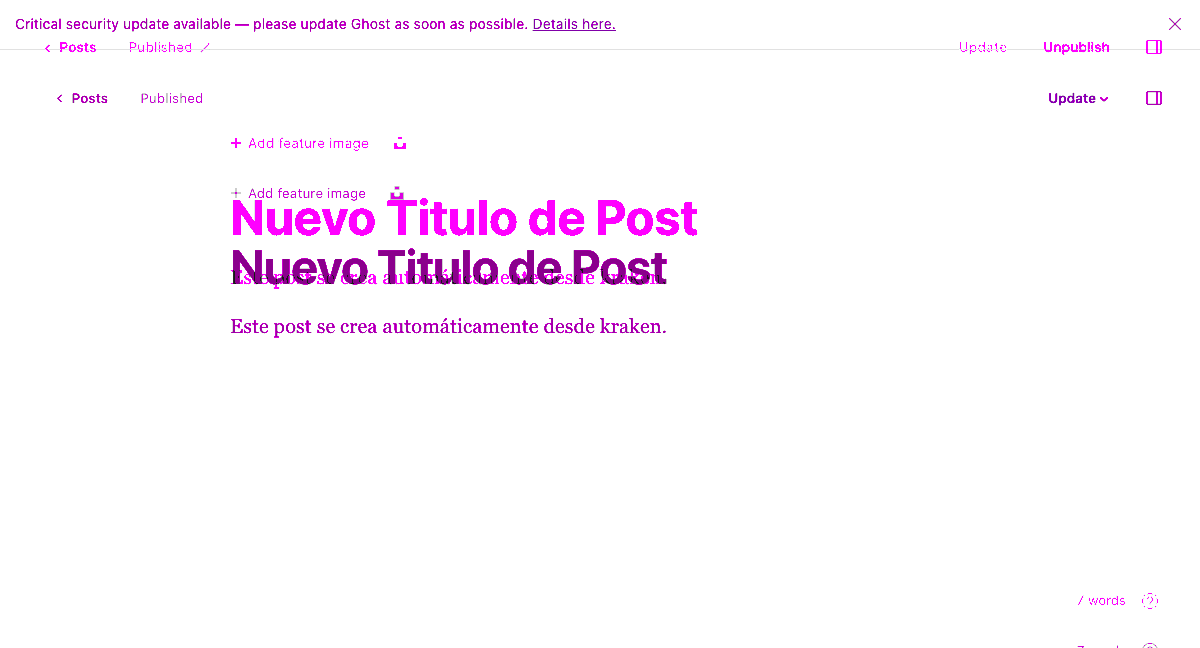 Critical security update available — please update Ghost as soon as possible. Details here.
Posts Published Update Unpublish
Posts Published Update
+ Add feature image
+ Add feature image
Nuevo Titulo de Post
Nuevo Titulo de Post
Este post se crea automáticamente desde kraken.
Este post se crea automáticamente desde kraken.
7 words ?